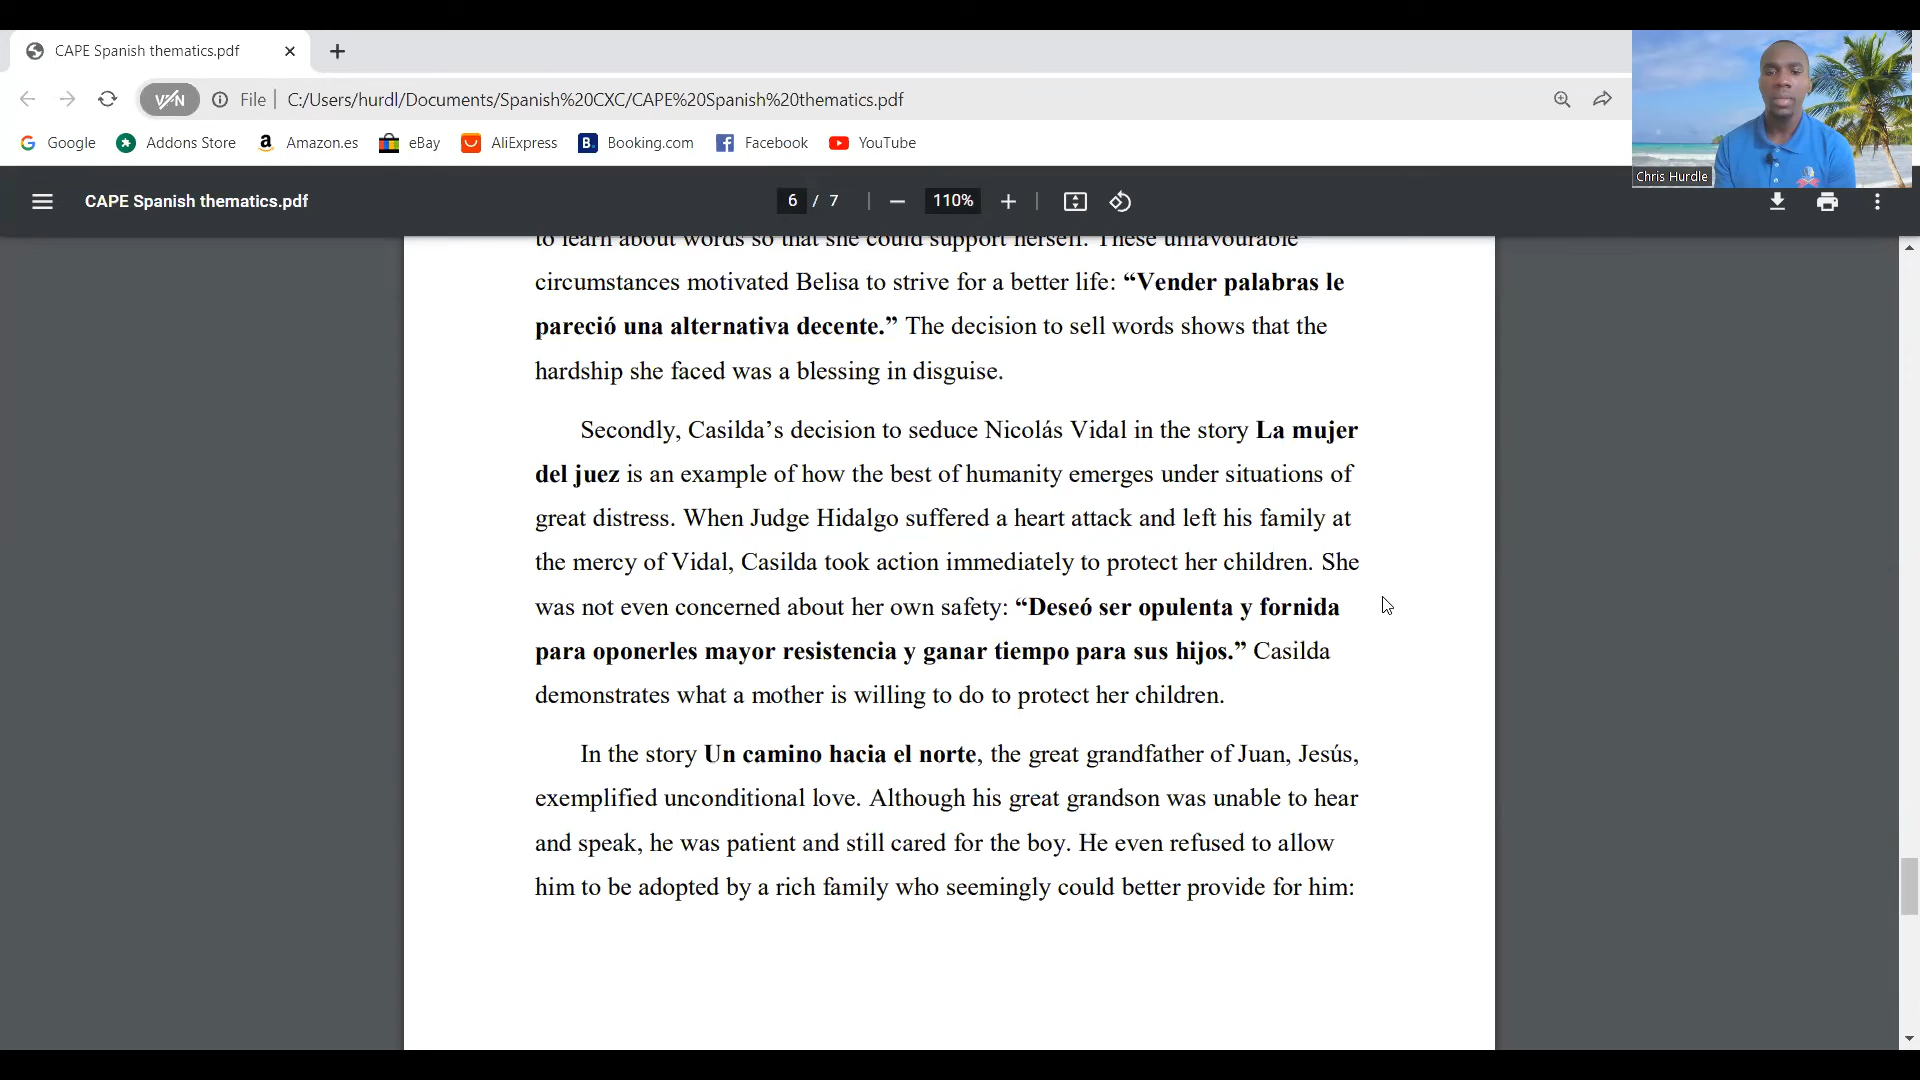 CAPE Spanish thematics.pdf
VN File C:/Users/hurdl/Documents/Spanish%20CXC/CAPE%20Spanish%20thematics.pdf
Google Addons Store Amazon.es eBay AliExpress Booking.com Facebook YouTube
Chris Hurdle
CAPE Spanish thematics.pdf 6 / 7 110%
to learn about words so that she could support herself. These unfavourable
circumstances motivated Belisa to strive for a better life: “Vender palabras le
pareció una alternativa decente.” The decision to sell words shows that the
hardship she faced was a blessing in disguise.
Secondly, Casilda’s decision to seduce Nicolás Vidal in the story La mujer
del juez is an example of how the best of humanity emerges under situations of
great distress. When Judge Hidalgo suffered a heart attack and left his family at
the mercy of Vidal, Casilda took action immediately to protect her children. She
was not even concerned about her own safety: “Deseó ser opulenta y fornida
para oponerles mayor resistencia y ganar tiempo para sus hijos.” Casilda
demonstrates what a mother is willing to do to protect her children.
In the story Un camino hacia el norte, the great grandfather of Juan, Jesús,
exemplified unconditional love. Although his great grandson was unable to hear
and speak, he was patient and still cared for the boy. He even refused to allow
him to be adopted by a rich family who seemingly could better provide for him: